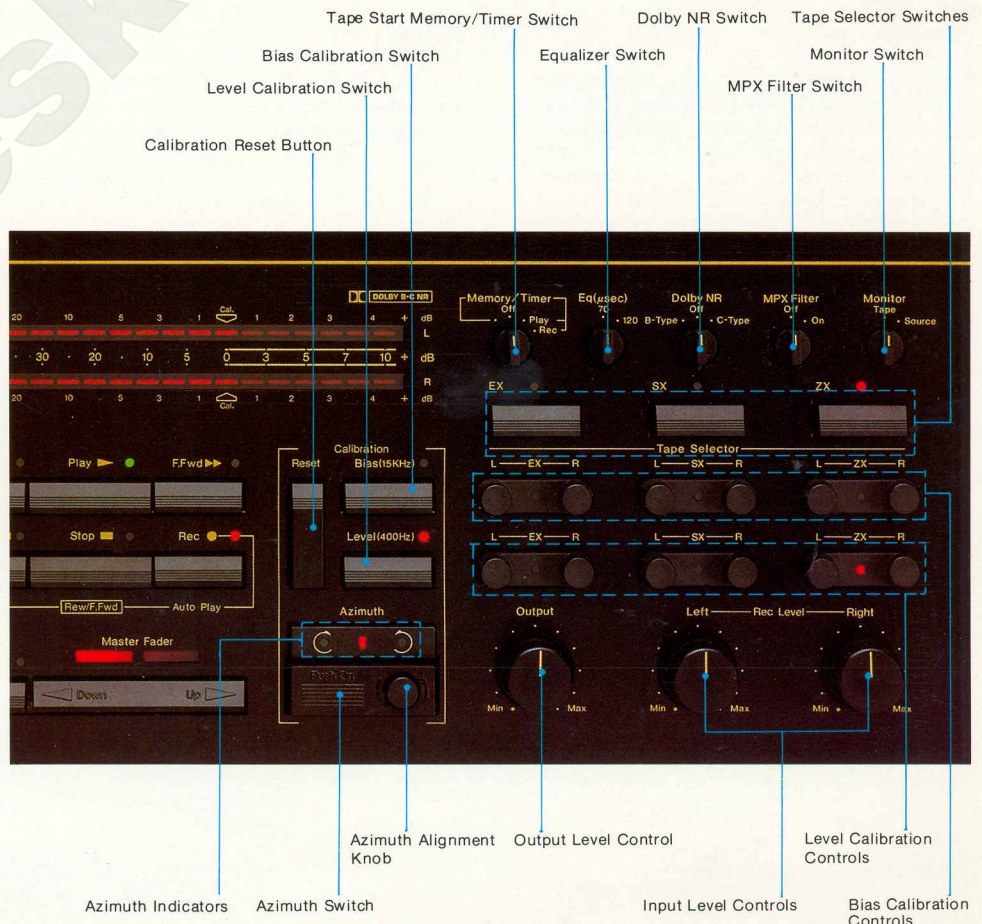 Tape Start Memory/Timer Switch
Dolby NR Switch
Tape Selector Switches
Bias Calibration Switch
Equalizer Switch
Monitor Switch
Level Calibration Switch
MPX Filter Switch
Calibration Reset Button
DOLBY B-C NR
Memory/Timer
Off
Play
Rec
Eq(μsec)
70
120
Dolby NR
Off
B-Type
C-Type
MPX Filter
Off
On
Monitor
Tape
Source
Cal.
20 10 5 3 1 1 2 3 4 + dB
L
30 20 10 5 0 3 5 7 10 + dB
R
20 10 5 3 1 1 2 3 4 + dB
Cal.
EX
SX
ZX
Tape Selector
Play
F.Fwd
Calibration
Reset
Bias(15KHz)
L EX R
L SX R
L ZX R
Stop
Rec
Level(400Hz)
L EX R
L SX R
L ZX R
Rew/F.Fwd
Auto Play
Azimuth
Output
Left
Rec Level
Right
Master Fader
Push On
Down
Up
Min
Max
Min
Max
Min
Max
Azimuth Alignment
Knob
Output Level Control
Level Calibration
Controls
Azimuth Indicators
Azimuth Switch
Input Level Controls
Bias Calibration
Controls